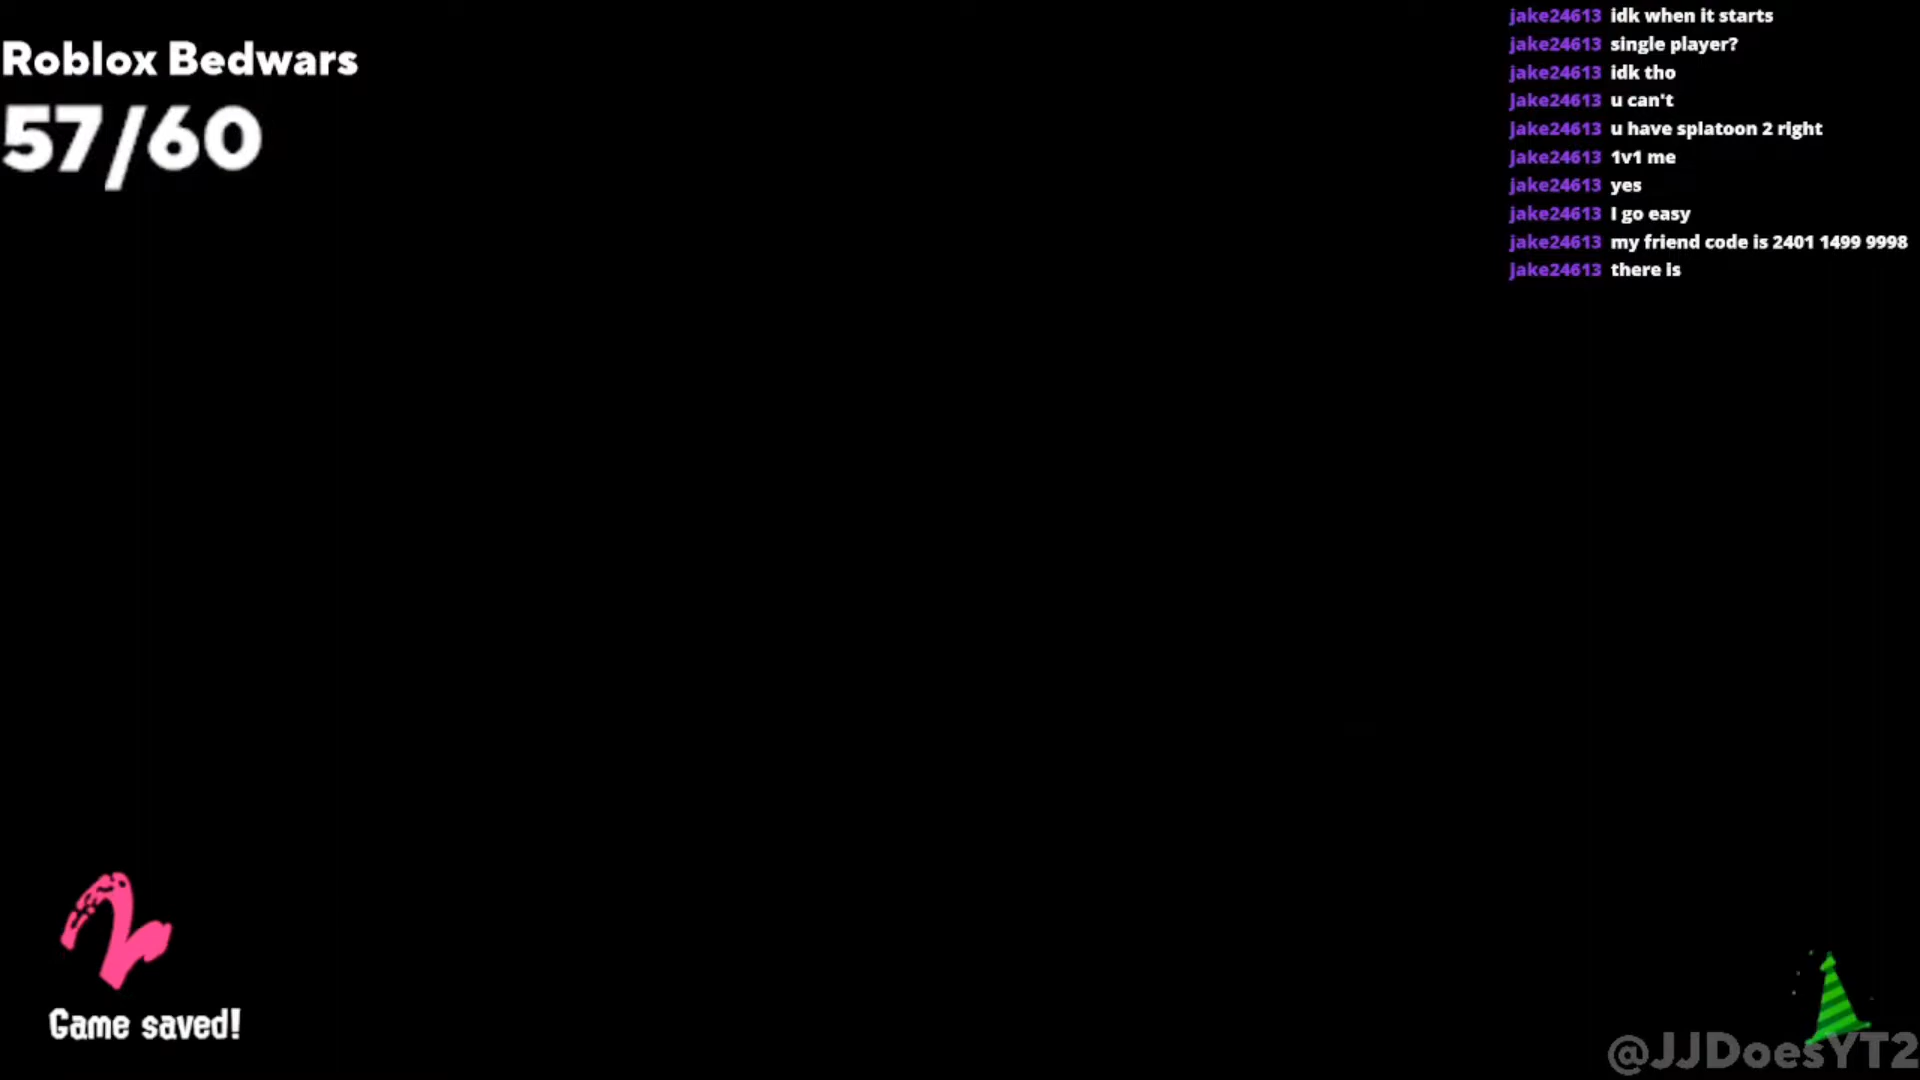 Roblox Bedwars
57/60
jake24613 idk when it starts
jake24613 single player?
jake24613 idk tho
jake24613 u can't
jake24613 u have splatoon 2 right
jake24613 1v1 me
jake24613 yes
jake24613 I go easy
jake24613 my friend code is 2401 1499 9998
jake24613 there is
2
Game saved!
@JJDoesYT2